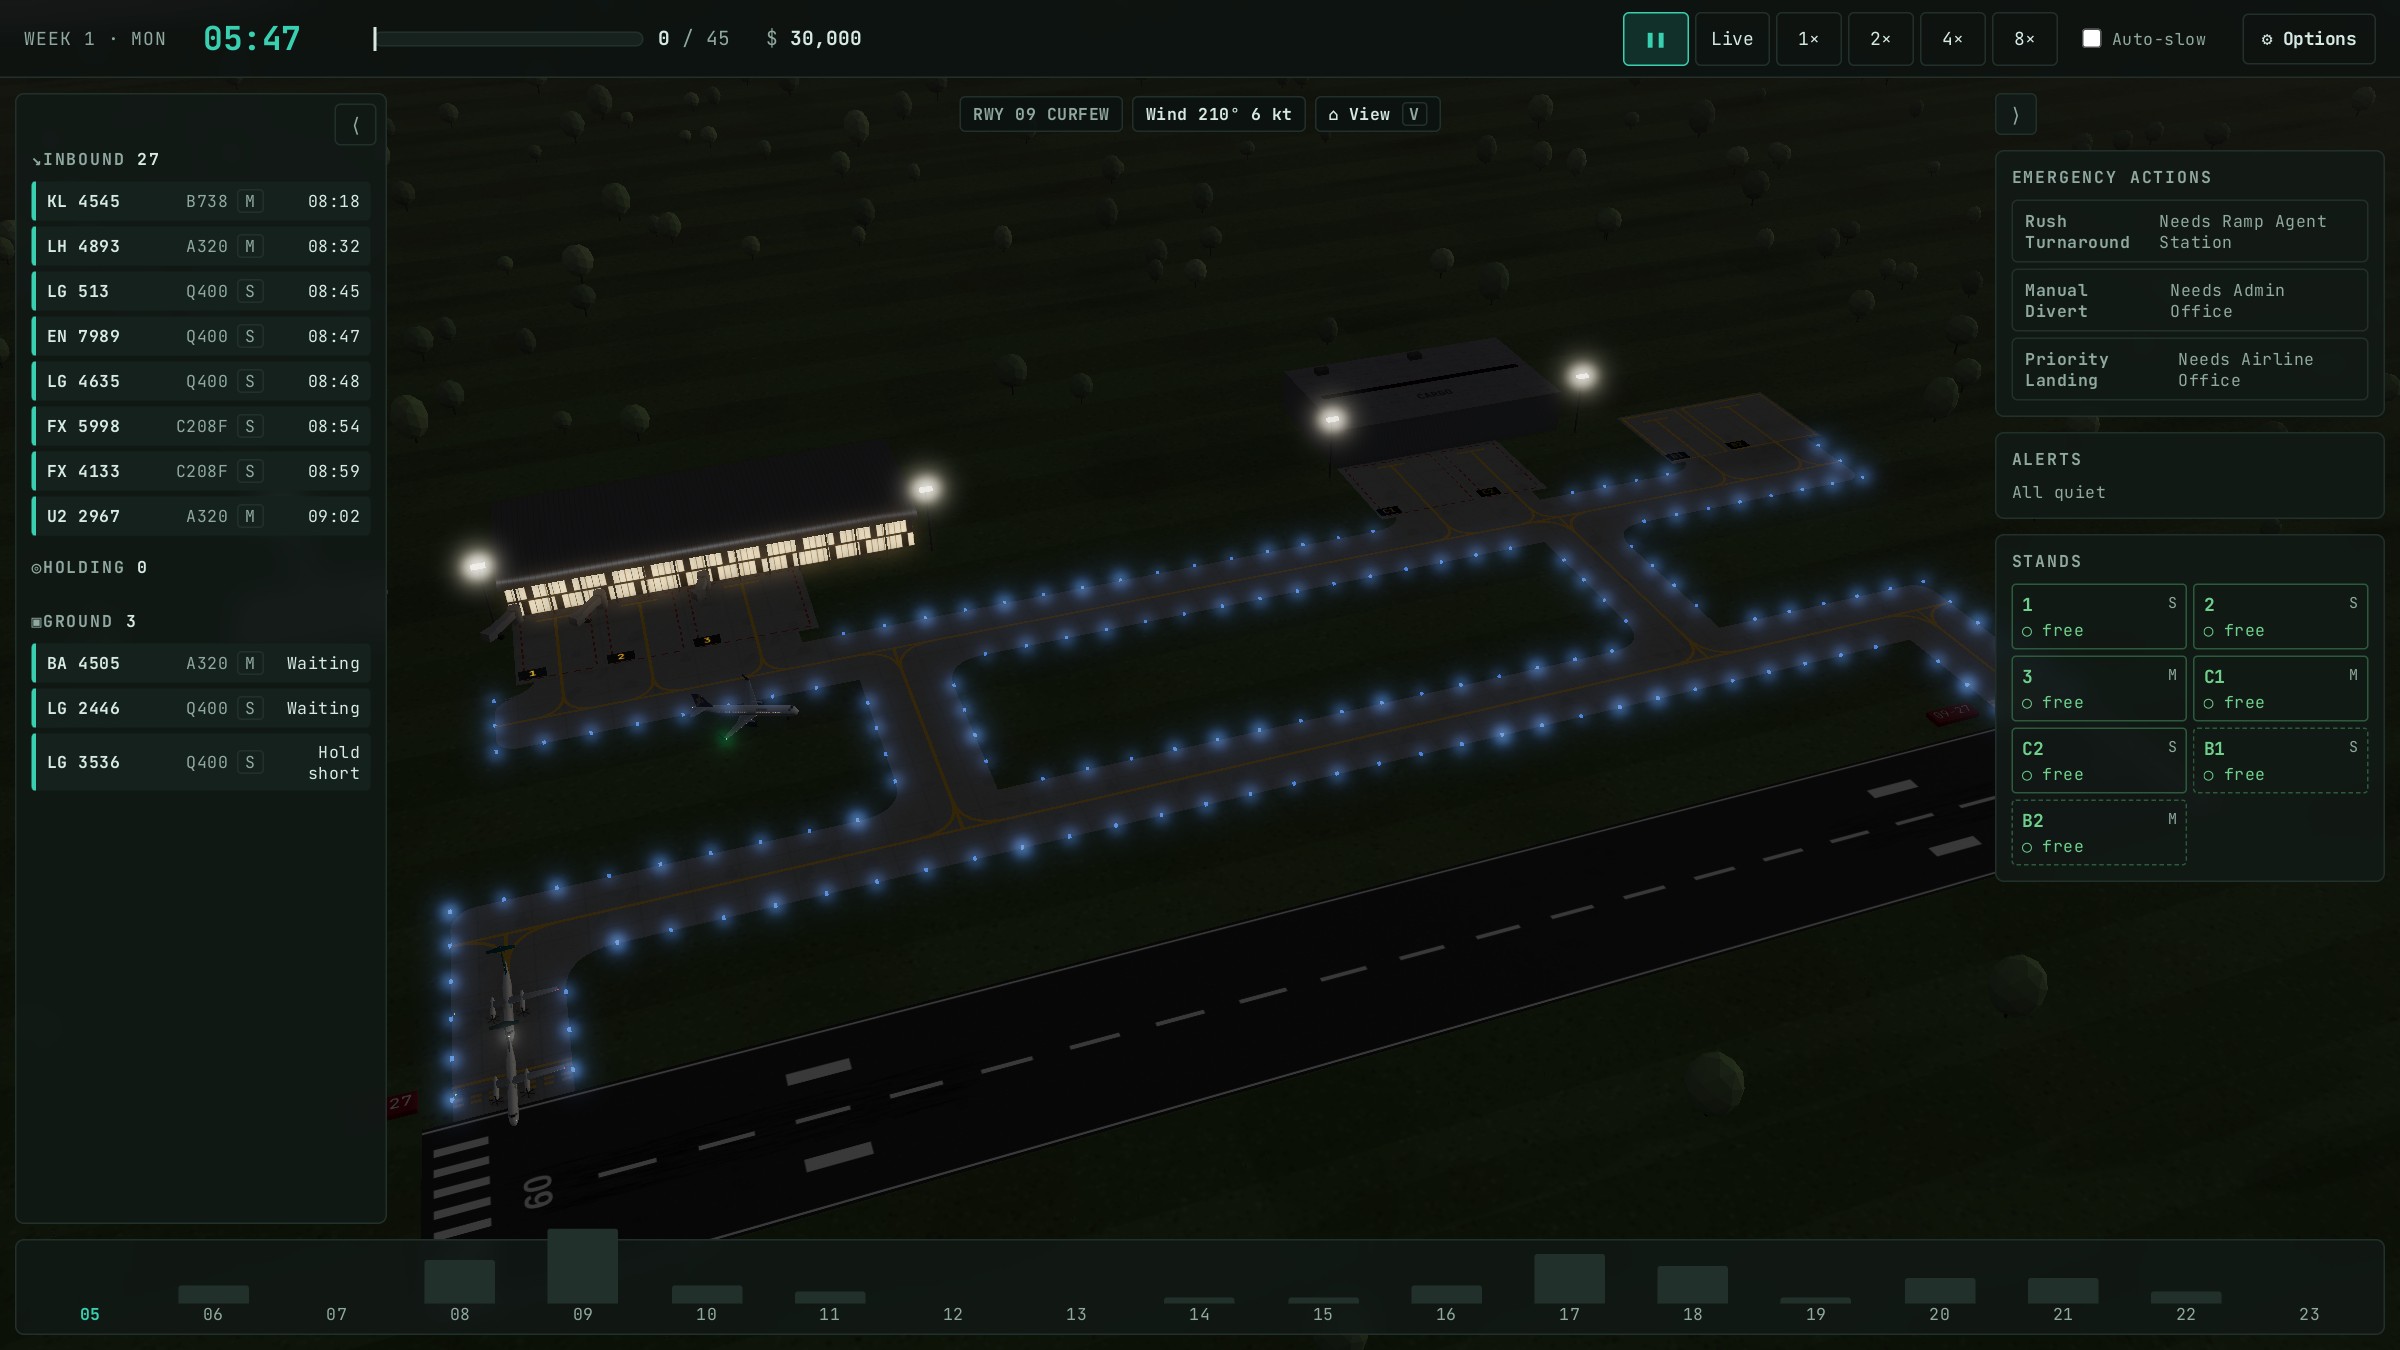 WEEK 1 · MON 05:47 0 / 45 $ 30,000 Live 1× 2× 4× 8× Auto-slow ⚙ Options
RWY 09 CURFEW Wind 210° 6 kt ⌂ View V
INBOUND 27
KL 4545 B738 M 08:18
LH 4893 A320 M 08:32
LG 513 Q400 S 08:45
EN 7989 Q400 S 08:47
LG 4635 Q400 S 08:48
FX 5998 C208F S 08:54
FX 4133 C208F S 08:59
U2 2967 A320 M 09:02
HOLDING 0
GROUND 3
BA 4505 A320 M Waiting
LG 2446 Q400 S Waiting
LG 3536 Q400 S Hold
short
CARGO
1
2
3
09-27
27
09
EMERGENCY ACTIONS
Rush Needs Ramp Agent
Turnaround Station
Manual Needs Admin
Divert Office
Priority Needs Airline
Landing Office
ALERTS
All quiet
STANDS
1 S 2 S
free free
3 M C1 M
free free
C2 S B1 S
free free
B2 M
free
05 06 07 08 09 10 11 12 13 14 15 16 17 18 19 20 21 22 23